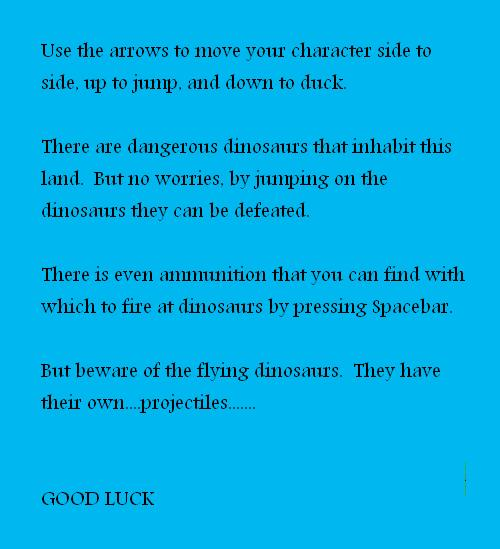 Use the arrows to move your character side to
side, up to jump, and down to duck.
There are dangerous dinosaurs that inhabit this
land.  But no worries, by jumping on the
dinosaurs they can be defeated.
There is even ammunition that you can find with
which to fire at dinosaurs by pressing Spacebar.
But beware of the flying dinosaurs.  They have
their own....projectiles.......
GOOD LUCK